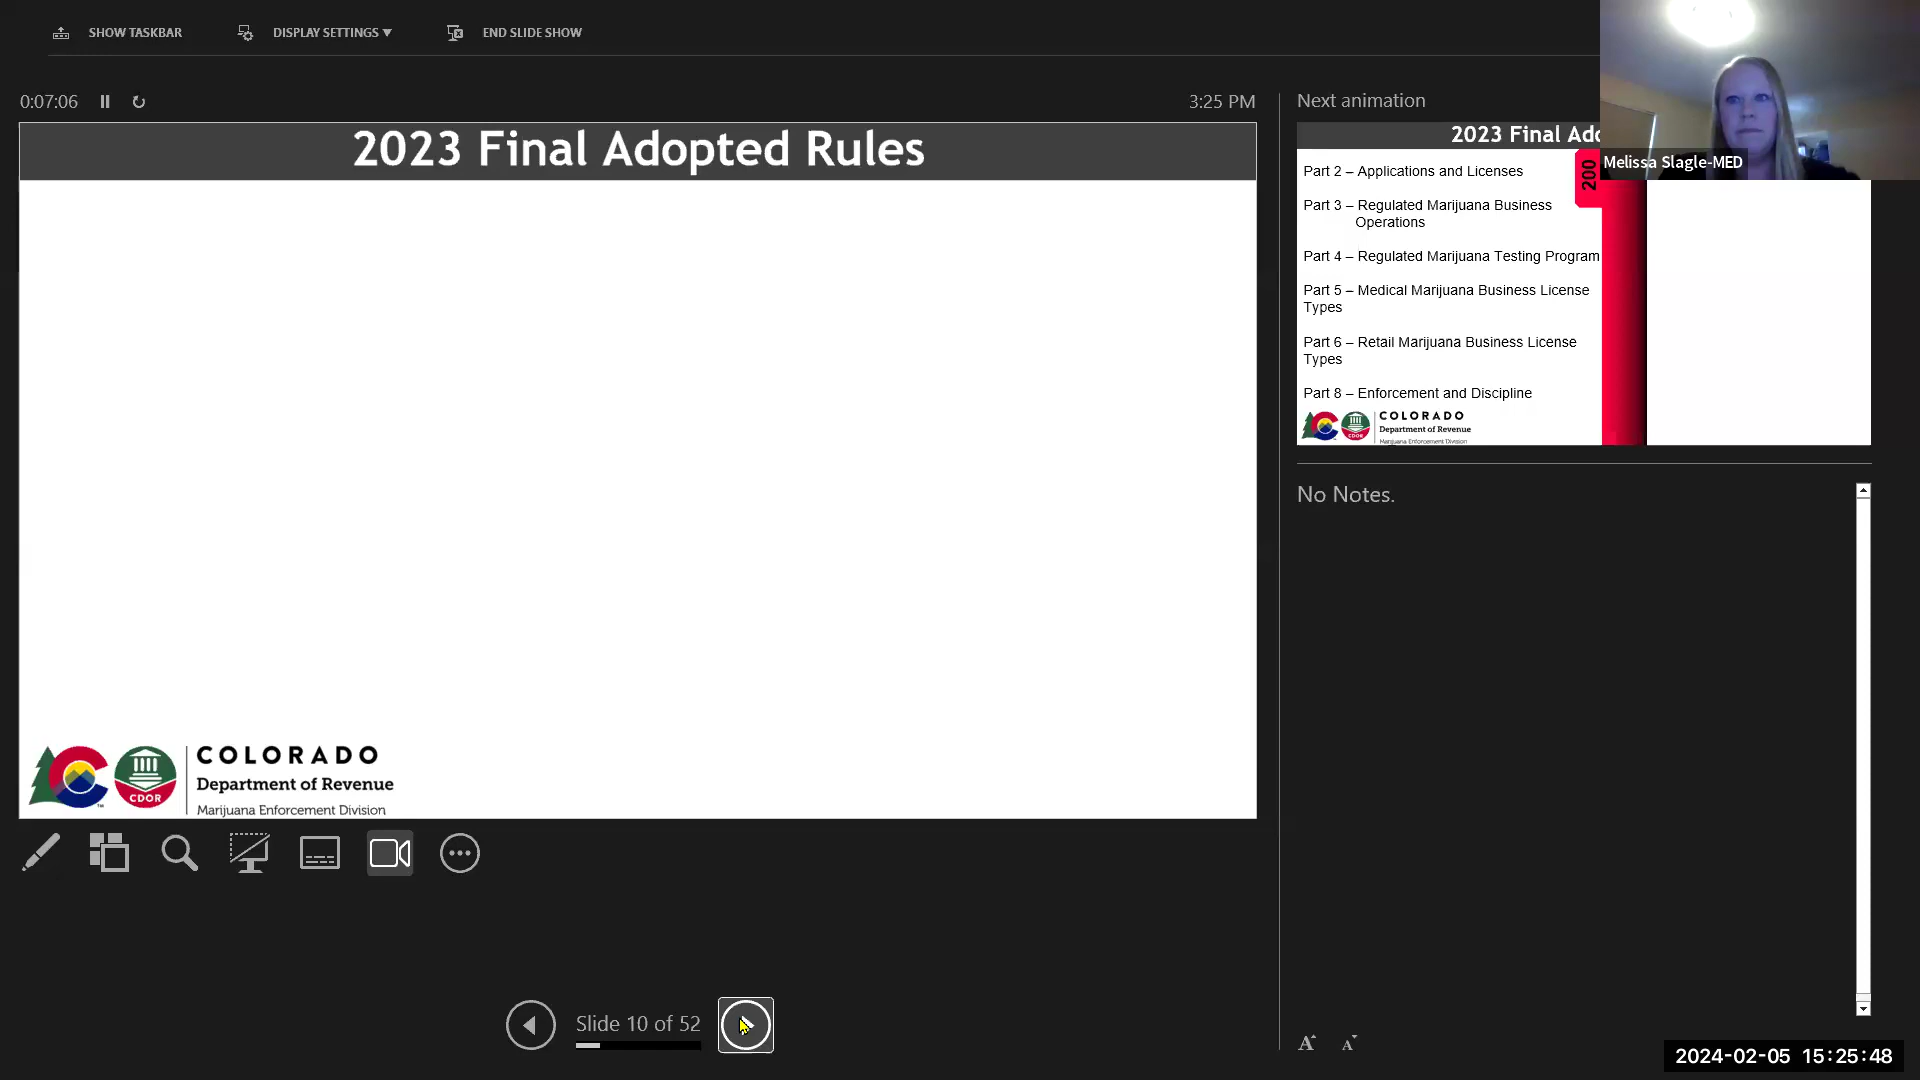 SHOW TASKBAR
DISPLAY SETTINGS ▼
END SLIDE SHOW
0:07:06
3:25 PM
Next animation
2023 Final Adopted Rules
COLORADO
Department of Revenue
Marijuana Enforcement Division
CDOR
2023 Final Ado
Part 2 – Applications and Licenses
Part 3 – Regulated Marijuana Business
Operations
Part 4 – Regulated Marijuana Testing Program
Part 5 – Medical Marijuana Business License
Types
Part 6 – Retail Marijuana Business License
Types
Part 8 – Enforcement and Discipline
200
COLORADO
Department of Revenue
Marijuana Enforcement Division
CDOR
Melissa Slagle-MED
No Notes.
Slide 10 of 52
A A
2024-02-05 15:25:48